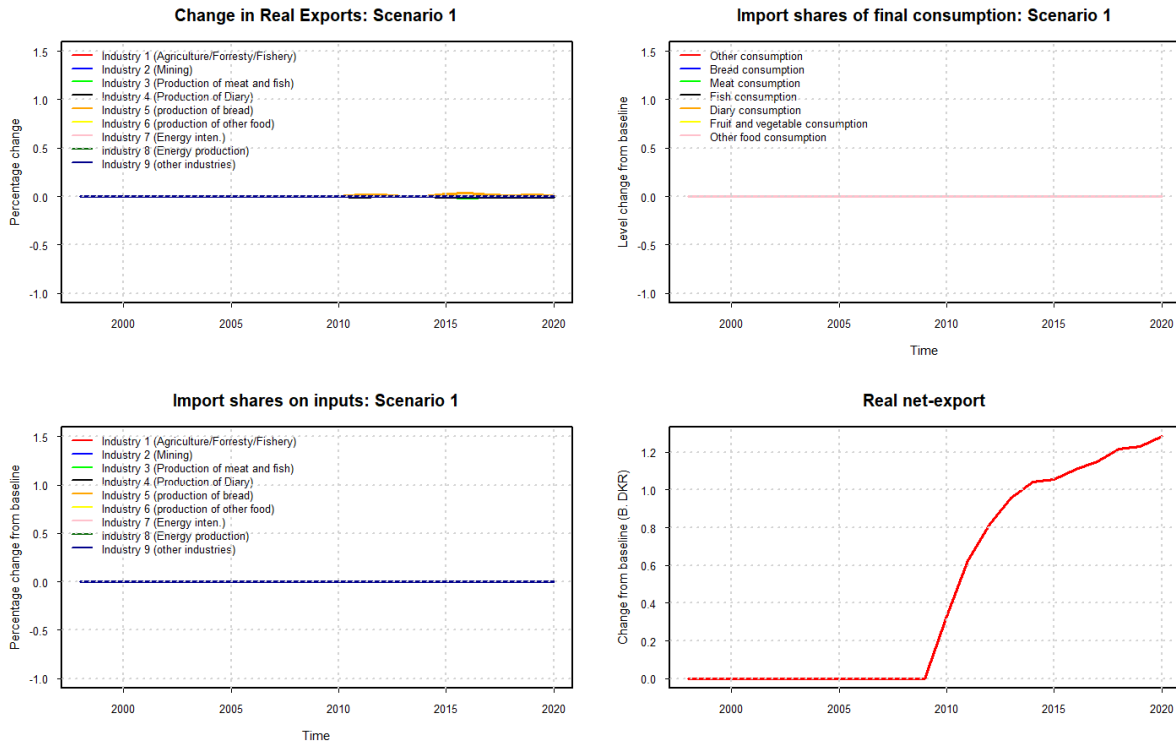 Change in Real Exports: Scenario 1
Percentage change
1.5
1.0
0.5
0.0
-0.5
-1.0
Industry 1 (Agriculture/Forresty/Fishery)
Industry 2 (Mining)
Industry 3 (Production of meat and fish)
Industry 4 (Production of Diary)
Industry 5 (production of bread)
Industry 6 (production of other food)
Industry 7 (Energy inten.)
industry 8 (Energy production)
Industry 9 (other industries)
2000 2005 2010 2015 2020
Import shares of final consumption: Scenario 1
Level change from baseline
1.5
1.0
0.5
0.0
-0.5
-1.0
Other consumption
Bread consumption
Meat consumption
Fish consumption
Diary consumption
Fruit and vegetable consumption
Other food consumption
2000 2005 2010 2015 2020
Time
Import shares on inputs: Scenario 1
Percentage change from baseline
1.5
1.0
0.5
0.0
-0.5
-1.0
Industry 1 (Agriculture/Forresty/Fishery)
Industry 2 (Mining)
Industry 3 (Production of meat and fish)
Industry 4 (Production of Diary)
Industry 5 (production of bread)
Industry 6 (production of other food)
Industry 7 (Energy inten.)
industry 8 (Energy production)
Industry 9 (other industries)
2000 2005 2010 2015 2020
Time
Real net-export
Change from baseline (B. DKR)
1.2
1.0
0.8
0.6
0.4
0.2
0.0
2000 2005 2010 2015 2020